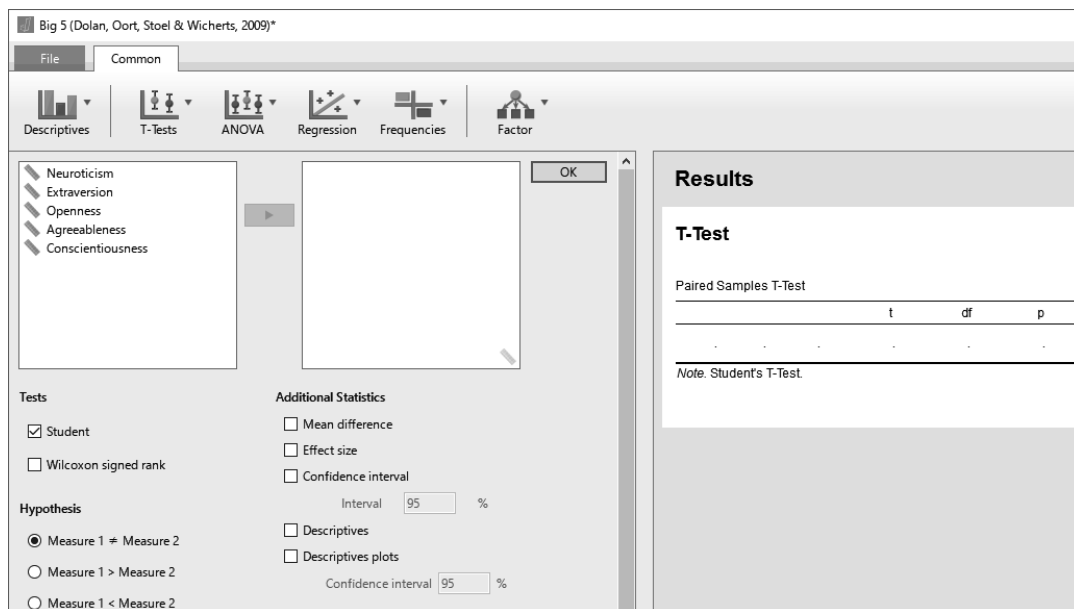 Big 5 (Dolan, Oort, Stoel & Wicherts, 2009)*
File Common
Descriptives T-Tests ANOVA Regression Frequencies Factor
Neuroticism
Extraversion
Openness
Agreeableness
Conscientiousness
OK
Tests
Student
Wilcoxon signed rank
Hypothesis
Measure 1 ≠ Measure 2
Measure 1 > Measure 2
Measure 1 < Measure 2
Additional Statistics
Mean difference
Effect size
Confidence interval
Interval 95 %
Descriptives
Descriptives plots
Confidence interval 95 %
Results
T-Test
Paired Samples T-Test
t df p
. . . . . .
Note. Student's T-Test.